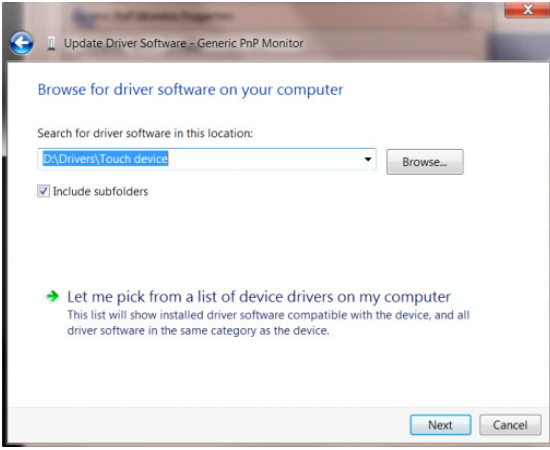 Update Driver Software - Generic PnP Monitor
Browse for driver software on your computer
Search for driver software in this location:
D:\Drivers\Touch device
Browse...
Include subfolders
Let me pick from a list of device drivers on my computer
This list will show installed driver software compatible with the device, and all
driver software in the same category as the device.
Next
Cancel